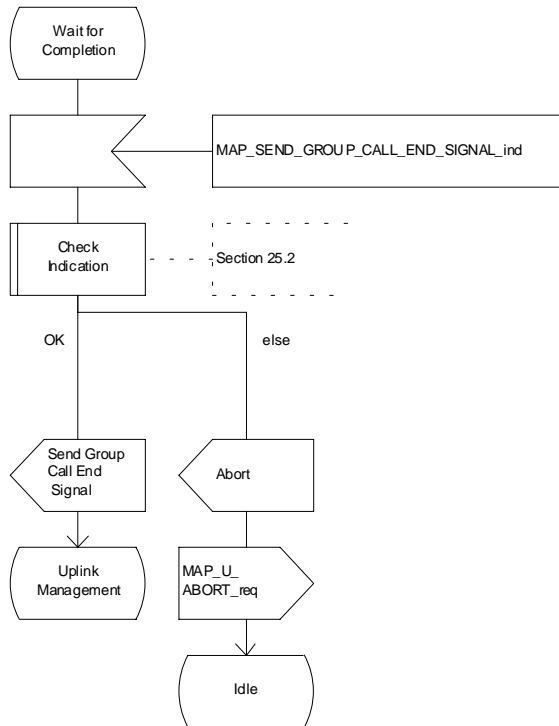 Wait for
Completion
MAP_SEND_GROUP_CALL_END_SIGNAL_ind
Check
Indication
Section 25.2
OK
else
Send Group
Call End
Signal
Abort
Uplink
Management
MAP_U_
ABORT_req
Idle